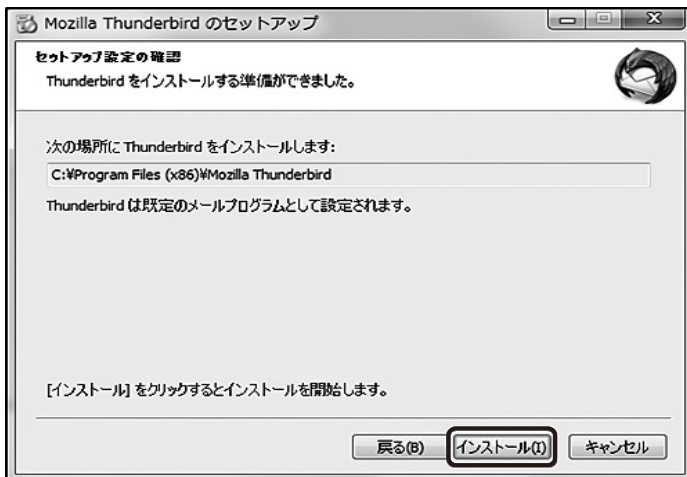 Mozilla Thunderbird のセットアップ
セットアップ設定の確認
Thunderbird をインストールする準備ができました。
次の場所に Thunderbird をインストールします:
C:¥Program Files (x86)¥Mozilla Thunderbird
Thunderbird は既定のメールプログラムとして設定されます。
[インストール] をクリックするとインストールを開始します。
戻る(B) インストール(I) キャンセル